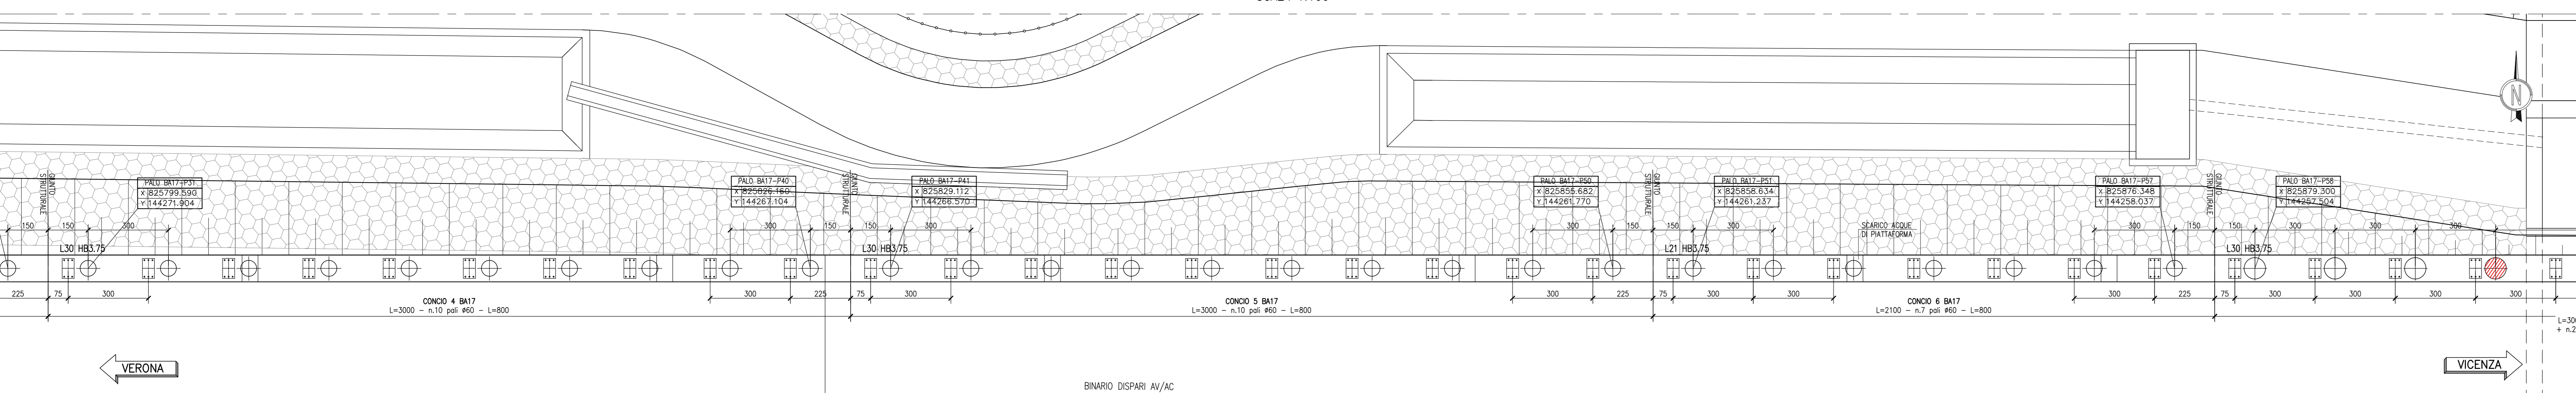 N
PALO BA17-P31
X 825799.590
Y 144271.904
PALO BA17-P40
X 825826.160
Y 144267.104
PALO BA17-P41
X 825829.112
Y 144266.570
PALO BA17-P50
X 825855.682
Y 144261.770
PALO BA17-P51
X 825858.634
Y 144261.237
PALO BA17-P57
X 825876.348
Y 144258.037
PALO BA17-P58
X 825879.300
Y 144257.504
GIUNTO
STRUTTURALE
GIUNTO
STRUTTURALE
GIUNTO
STRUTTURALE
GIUNTO
STRUTTURALE
150 150 300 300 150 150 300 300 150 150 300 300 150 150 300 300 300
SCARICO ACQUE
DI PIATTAFORMA
L30 HB3.75 L30 HB3.75 L21 HB3.75 L30 HB3.75
225 75 300 300 225 75 300 300 225 75 300 300 300 225 75 300 300 300 300
CONCIO 4 BA17
L=3000 - n.10 pali ø60 - L=800
CONCIO 5 BA17
L=3000 - n.10 pali ø60 - L=800
CONCIO 6 BA17
L=2100 - n.7 pali ø60 - L=800
VERONA
BINARIO DISPARI AV/AC
VICENZA